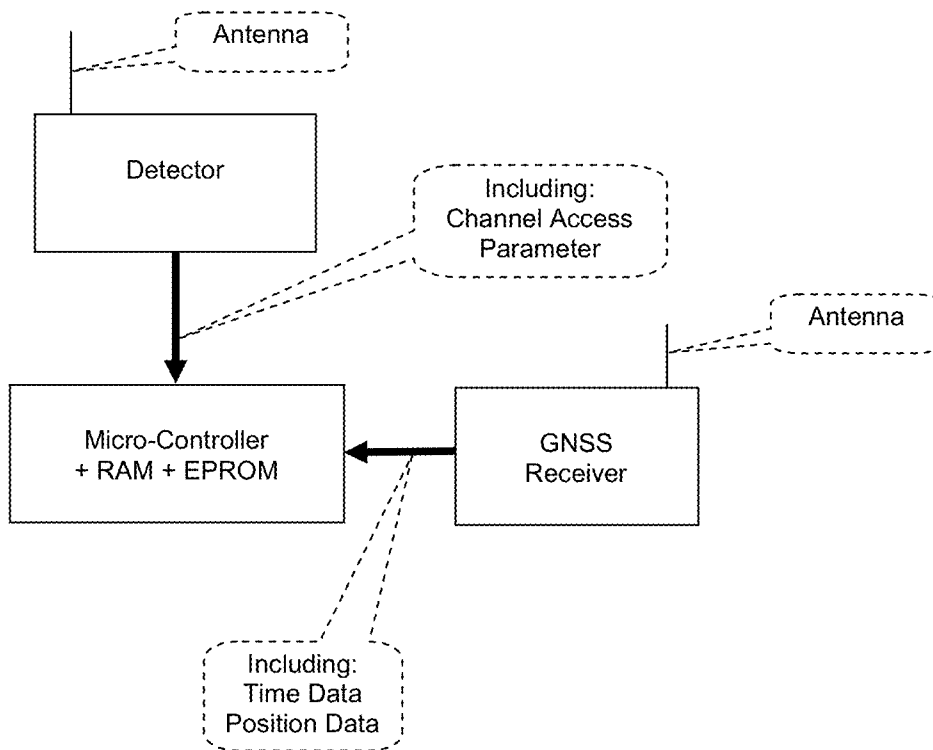 Antenna
Detector
Including:
Channel Access
Parameter
Antenna
Micro-Controller
+ RAM + EPROM
GNSS
Receiver
Including:
Time Data
Position Data